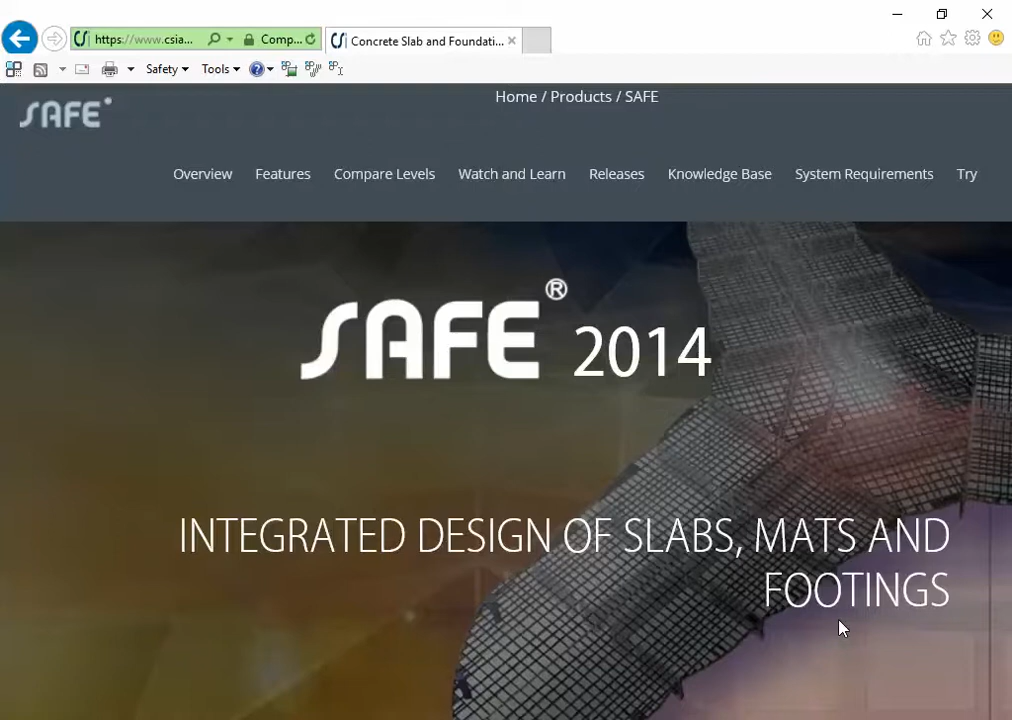 https://www.csia... Comp...
Concrete Slab and Foundati...
Safety Tools
SAFE
Home / Products / SAFE
Overview Features Compare Levels Watch and Learn Releases Knowledge Base System Requirements Try
SAFE® 2014
INTEGRATED DESIGN OF SLABS, MATS AND
FOOTINGS